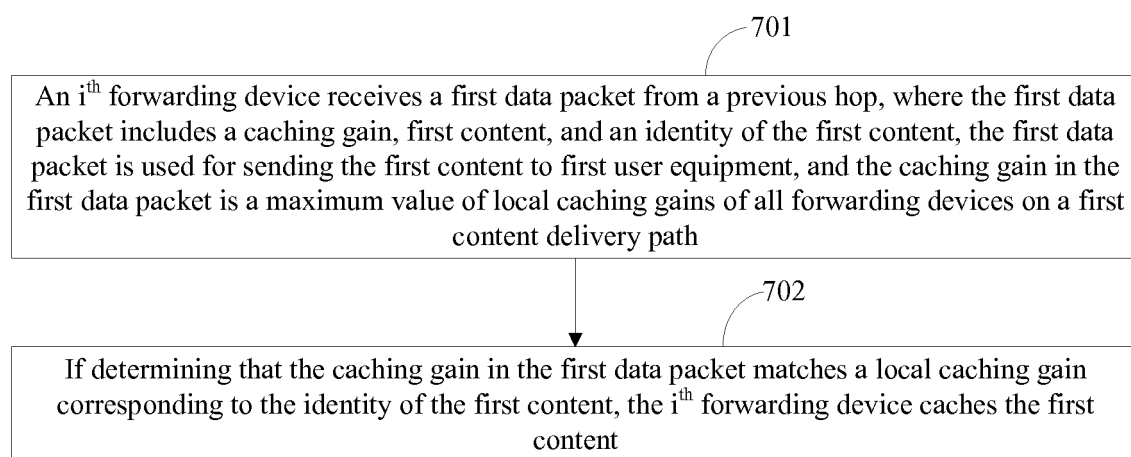 701
An iᵗʰ forwarding device receives a first data packet from a previous hop, where the first data
packet includes a caching gain, first content, and an identity of the first content, the first data
packet is used for sending the first content to first user equipment, and the caching gain in the
first data packet is a maximum value of local caching gains of all forwarding devices on a first
content delivery path
702
If determining that the caching gain in the first data packet matches a local caching gain
corresponding to the identity of the first content, the iᵗʰ forwarding device caches the first
content